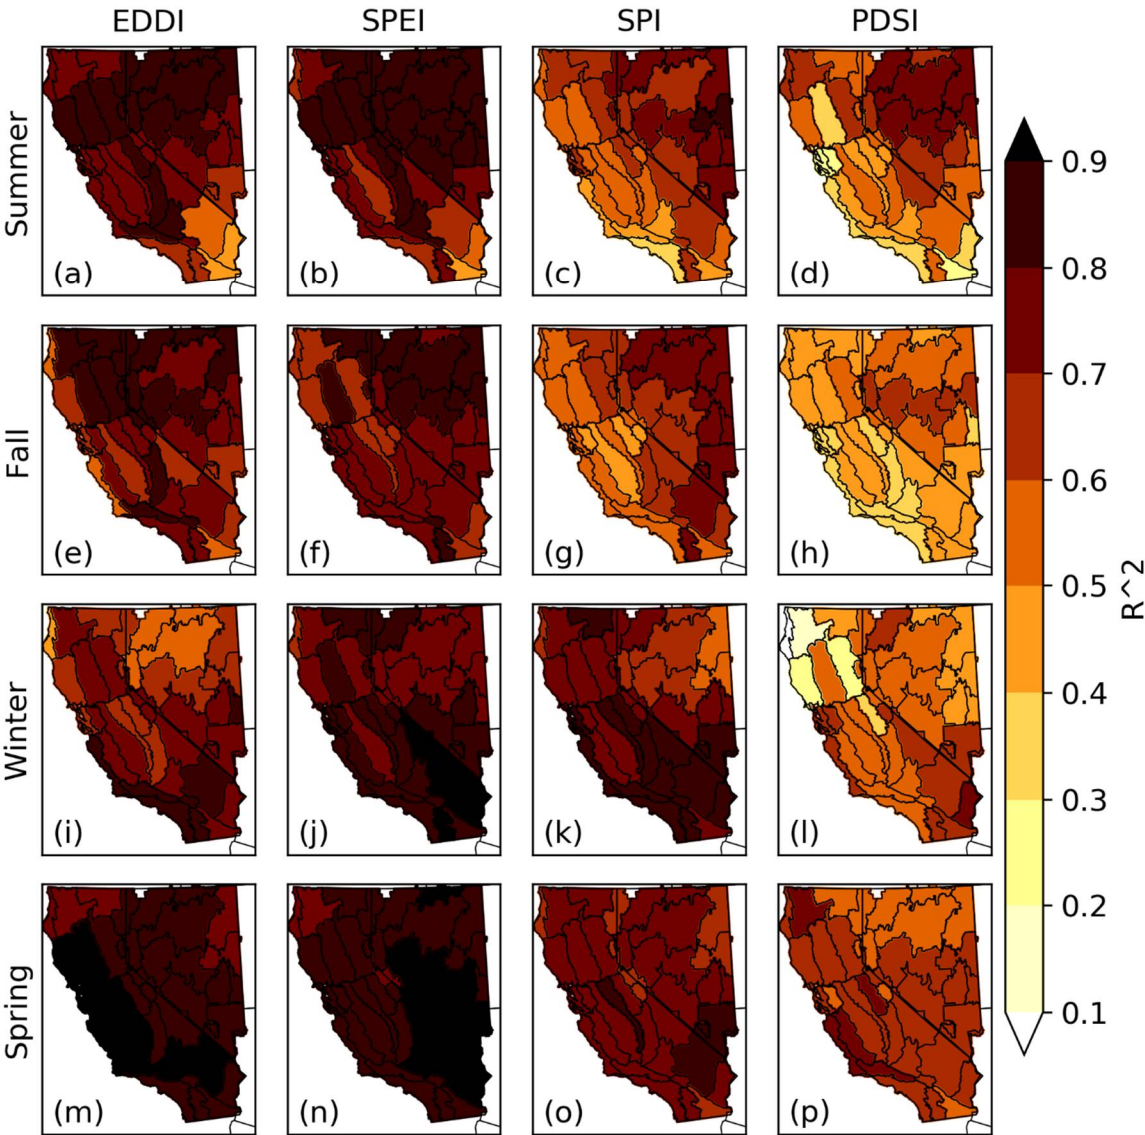 EDDI SPEI SPI PDSI
Summer
(a) (b) (c) (d)
Fall
(e) (f) (g) (h)
Winter
(i) (j) (k) (l)
Spring
(m) (n) (o) (p)
0.9
0.8
0.7
0.6
0.5
0.4
0.3
0.2
0.1
R^2